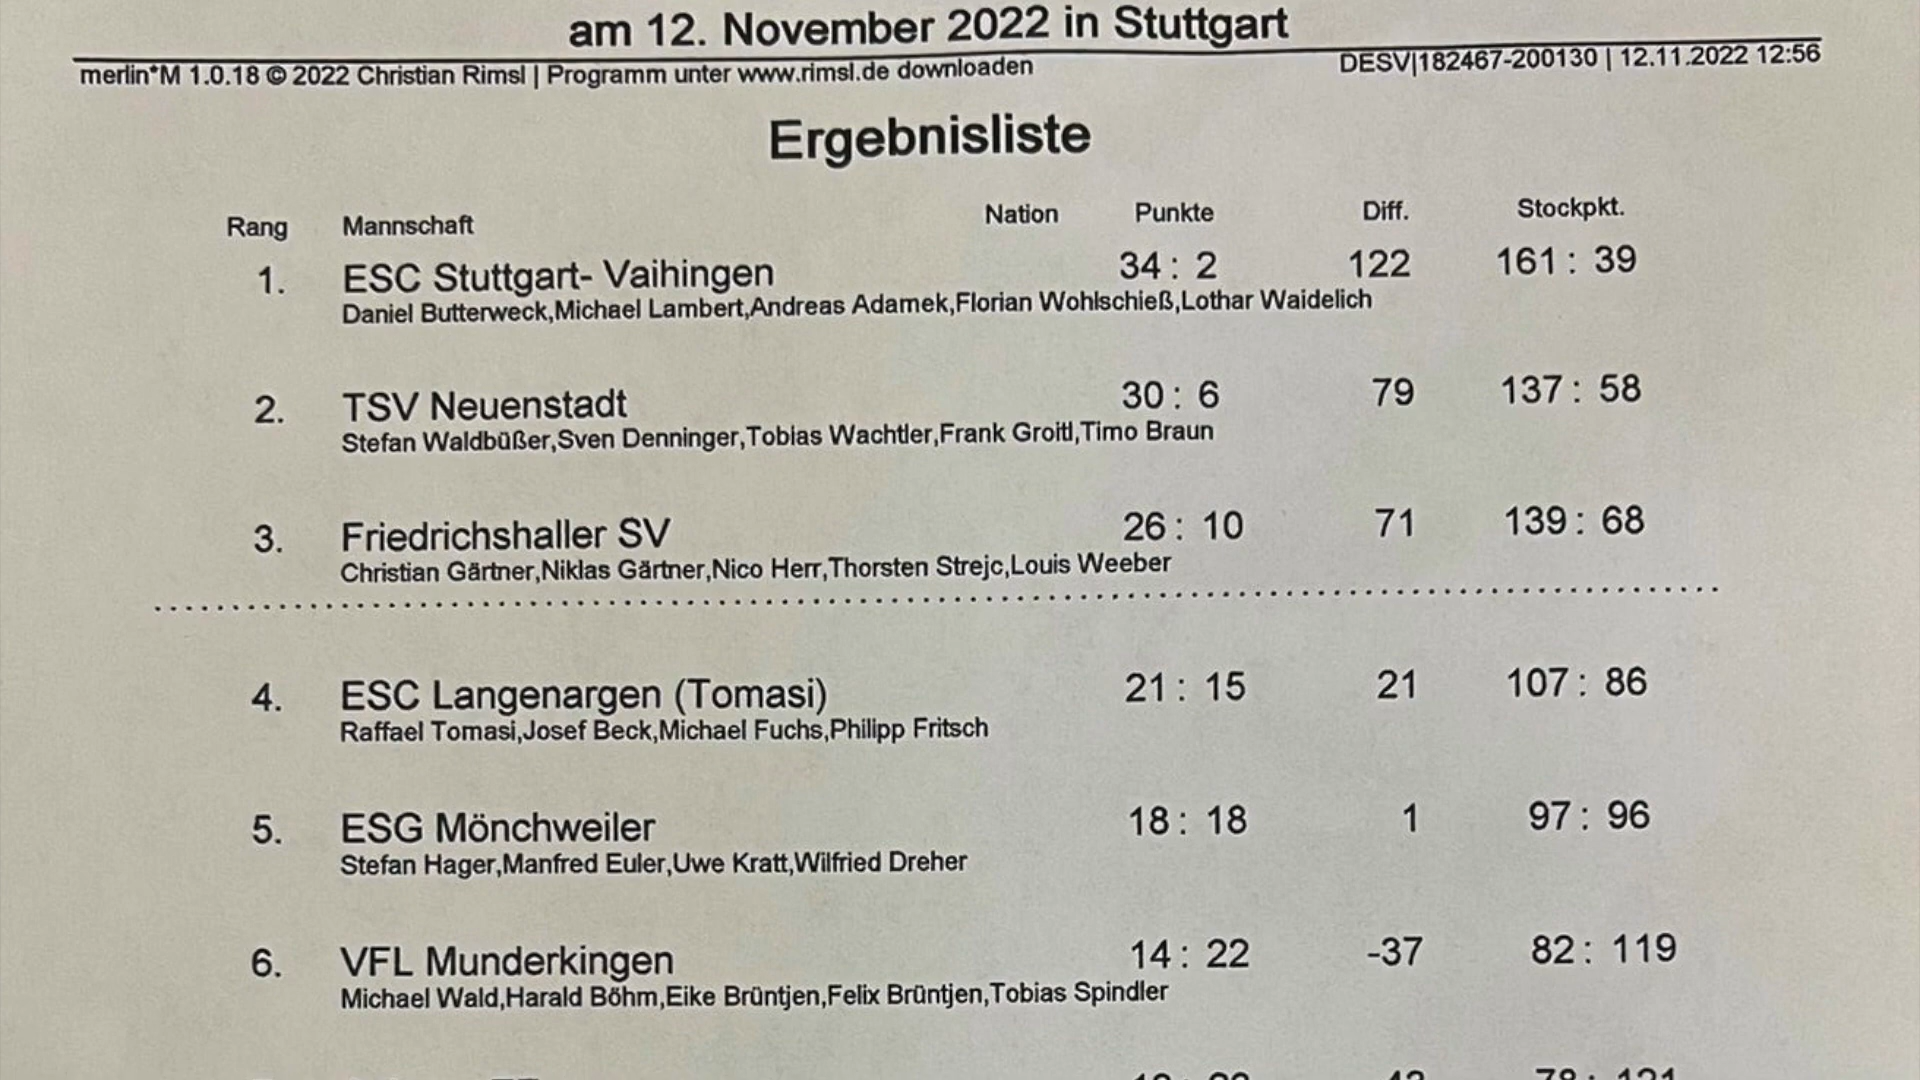 am 12. November 2022 in Stuttgart
merlin*M 1.0.18 © 2022 Christian Rimsl | Programm unter www.rimsl.de downloaden DESV|182467-200130 | 12.11.2022 12:56
Ergebnisliste
Rang Mannschaft Nation Punkte Diff. Stockpkt.
1. ESC Stuttgart- Vaihingen 34 : 2 122 161 : 39
Daniel Butterweck,Michael Lambert,Andreas Adamek,Florian Wohlschieß,Lothar Waidelich
2. TSV Neuenstadt 30 : 6 79 137 : 58
Stefan Waldbüßer,Sven Denninger,Tobias Wachtler,Frank Groitl,Timo Braun
3. Friedrichshaller SV 26 : 10 71 139 : 68
Christian Gärtner,Niklas Gärtner,Nico Herr,Thorsten Strejc,Louis Weeber
4. ESC Langenargen (Tomasi) 21 : 15 21 107 : 86
Raffael Tomasi,Josef Beck,Michael Fuchs,Philipp Fritsch
5. ESG Mönchweiler 18 : 18 1 97 : 96
Stefan Hager,Manfred Euler,Uwe Kratt,Wilfried Dreher
6. VFL Munderkingen 14 : 22 -37 82 : 119
Michael Wald,Harald Böhm,Eike Brüntjen,Felix Brüntjen,Tobias Spindler